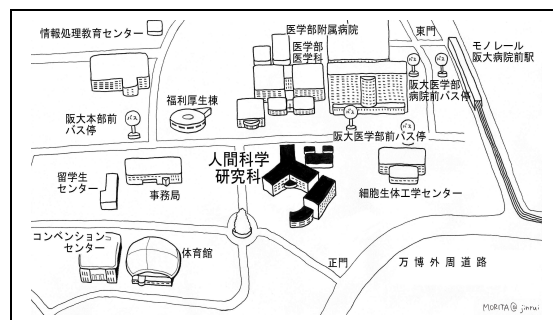 情報処理教育センター
医学部附属病院
医学部
医学科
東門
モノレール
阪大病院前駅
福利厚生棟
阪大医学部
病院前バス停
阪大本部前
バス停
阪大医学部前バス停
人間科学
研究科
留学生
センター
事務局
細胞生体工学センター
コンベンション
センター
体育館
正門
万博外周道路
MORITA@jinrui